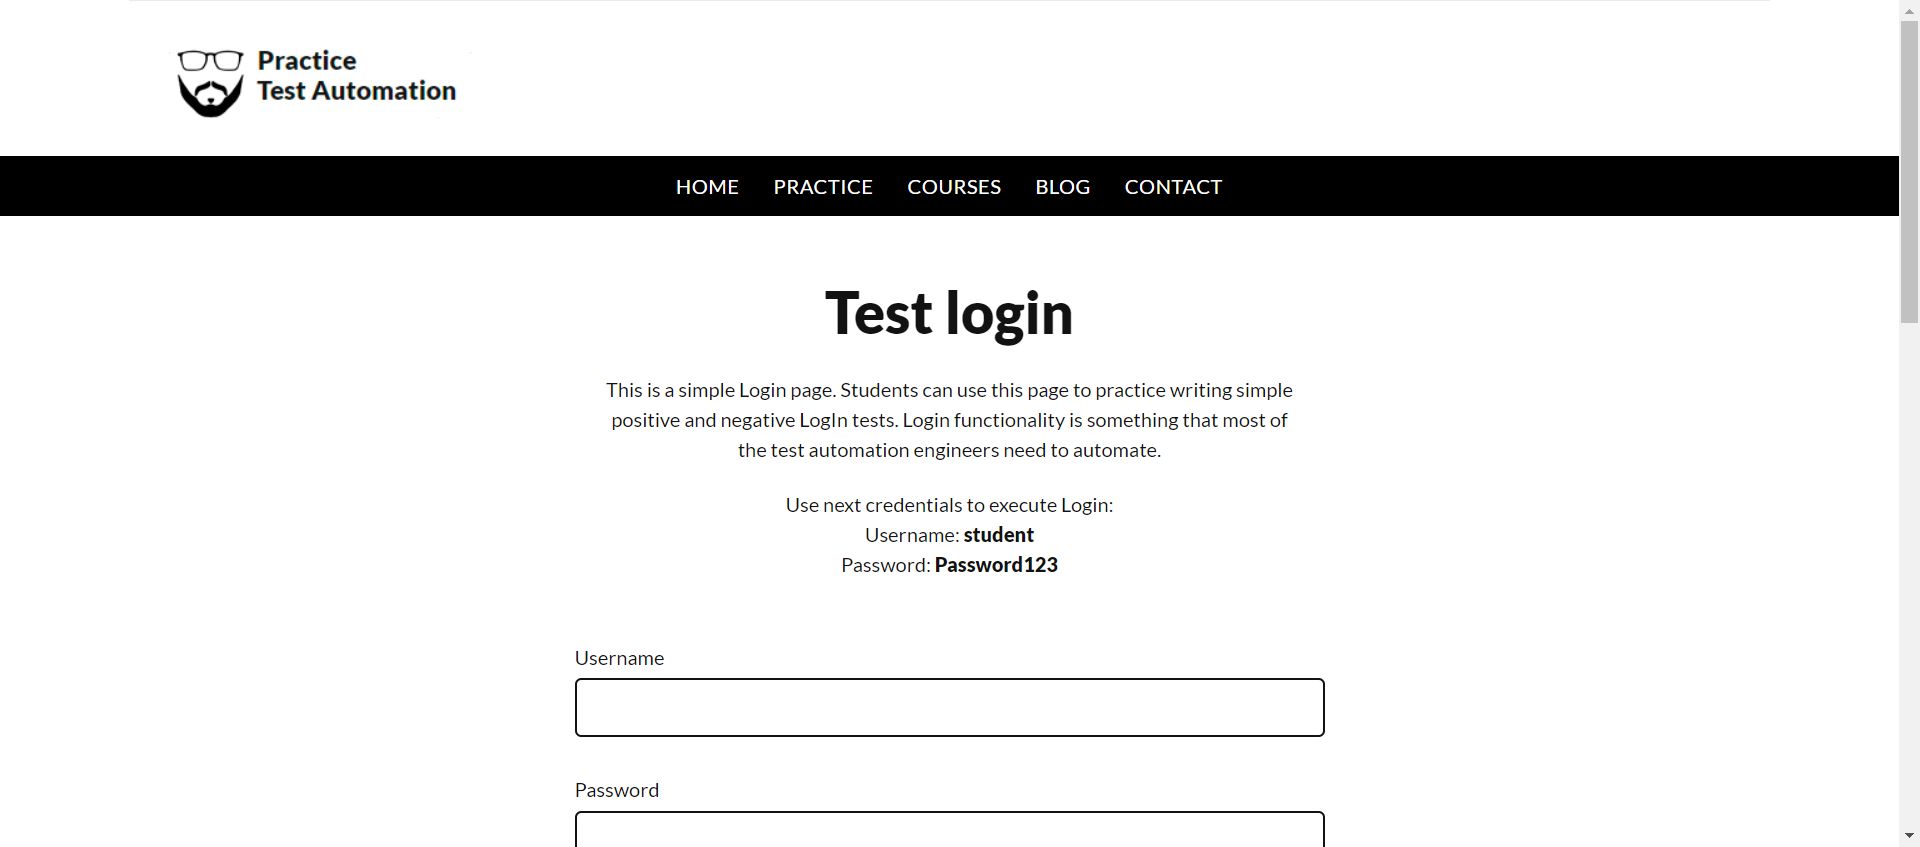 Practice
Test Automation
HOME PRACTICE COURSES BLOG CONTACT
Test login
This is a simple Login page. Students can use this page to practice writing simple
positive and negative LogIn tests. Login functionality is something that most of
the test automation engineers need to automate.
Use next credentials to execute Login:
Username: student
Password: Password123
Username
Password